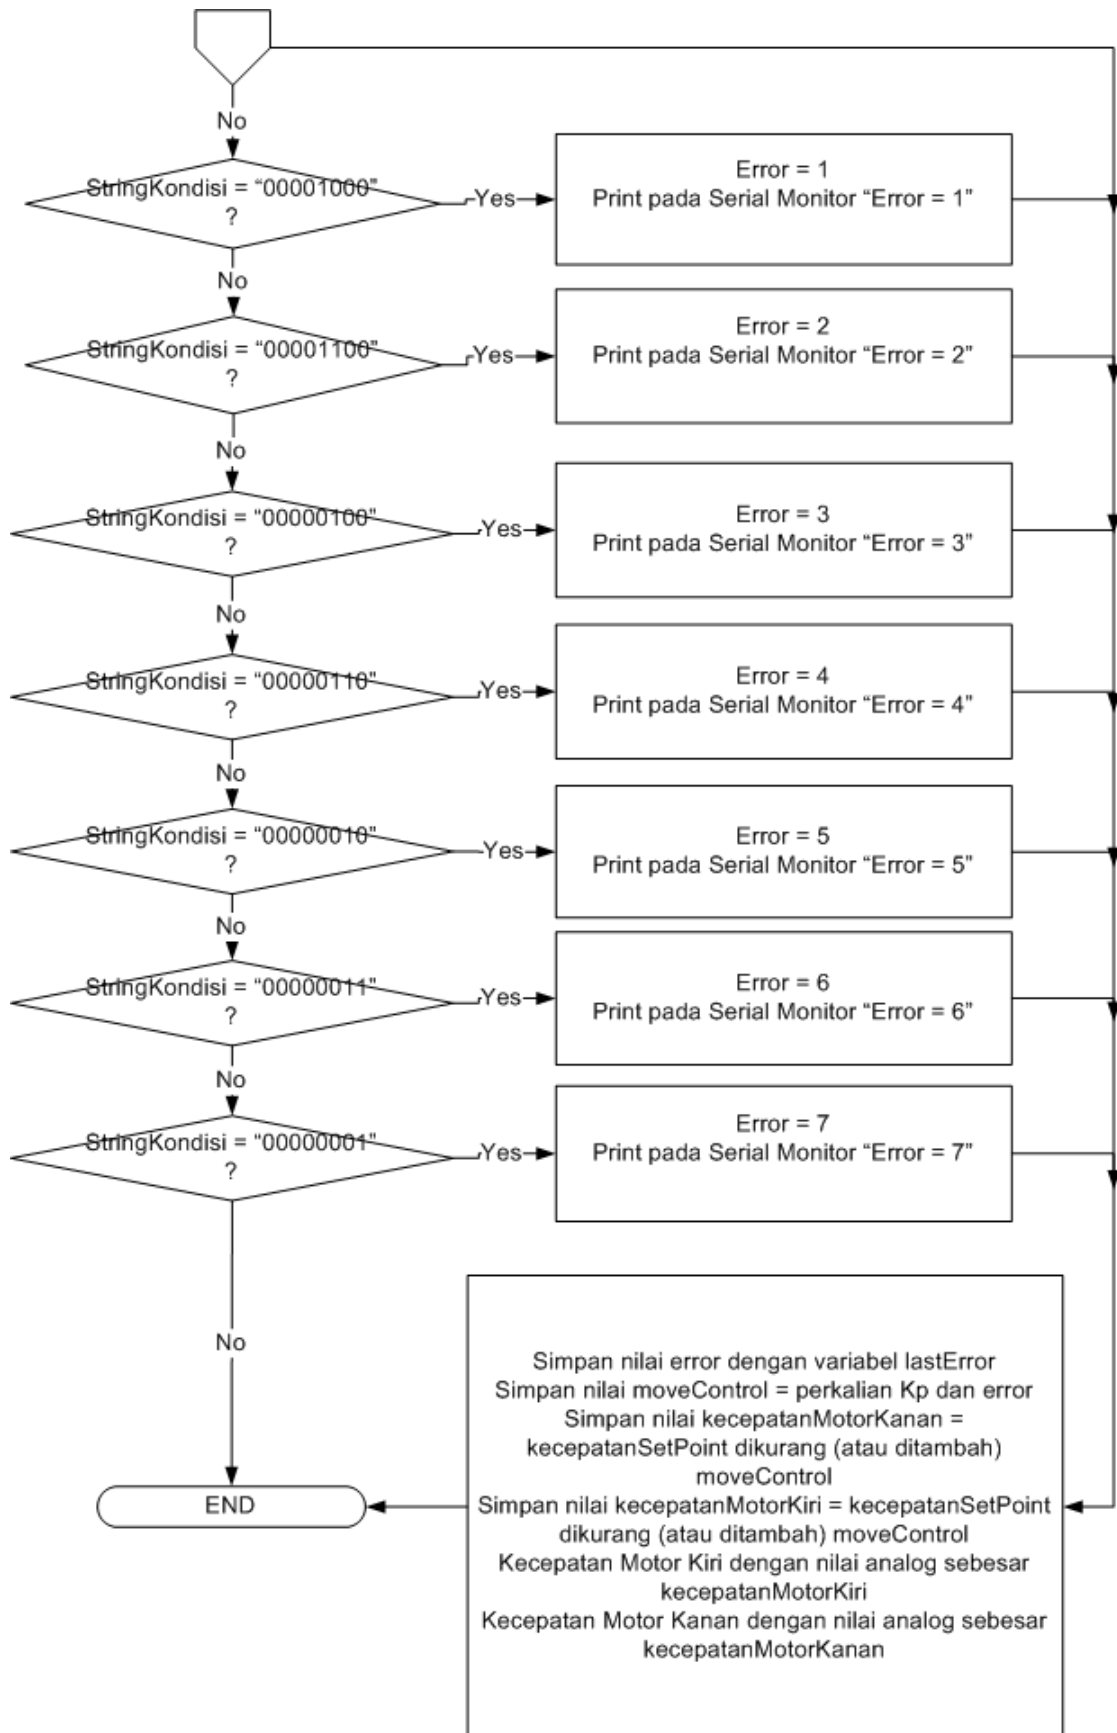 No
StringKondisi = “00001000”
?
Yes
Error = 1
Print pada Serial Monitor “Error = 1”
No
StringKondisi = “00001100”
?
Yes
Error = 2
Print pada Serial Monitor “Error = 2”
No
StringKondisi = “00000100”
?
Yes
Error = 3
Print pada Serial Monitor “Error = 3”
No
StringKondisi = “00000110”
?
Yes
Error = 4
Print pada Serial Monitor “Error = 4”
No
StringKondisi = “00000010”
?
Yes
Error = 5
Print pada Serial Monitor “Error = 5”
No
StringKondisi = “00000011”
?
Yes
Error = 6
Print pada Serial Monitor “Error = 6”
No
StringKondisi = “00000001”
?
Yes
Error = 7
Print pada Serial Monitor “Error = 7”
No
Simpan nilai error dengan variabel lastError
Simpan nilai moveControl = perkalian Kp dan error
Simpan nilai kecepatanMotorKanan =
kecepatanSetPoint dikurang (atau ditambah)
moveControl
Simpan nilai kecepatanMotorKiri = kecepatanSetPoint
dikurang (atau ditambah) moveControl
Kecepatan Motor Kiri dengan nilai analog sebesar
kecepatanMotorKiri
Kecepatan Motor Kanan dengan nilai analog sebesar
kecepatanMotorKanan
END